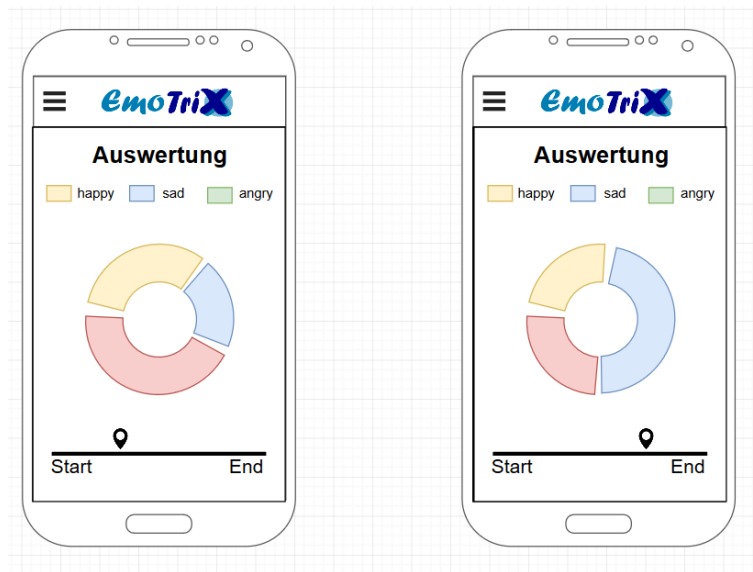 EmoTriX
Auswertung
happy sad angry
Start End
EmoTriX
Auswertung
happy sad angry
Start End